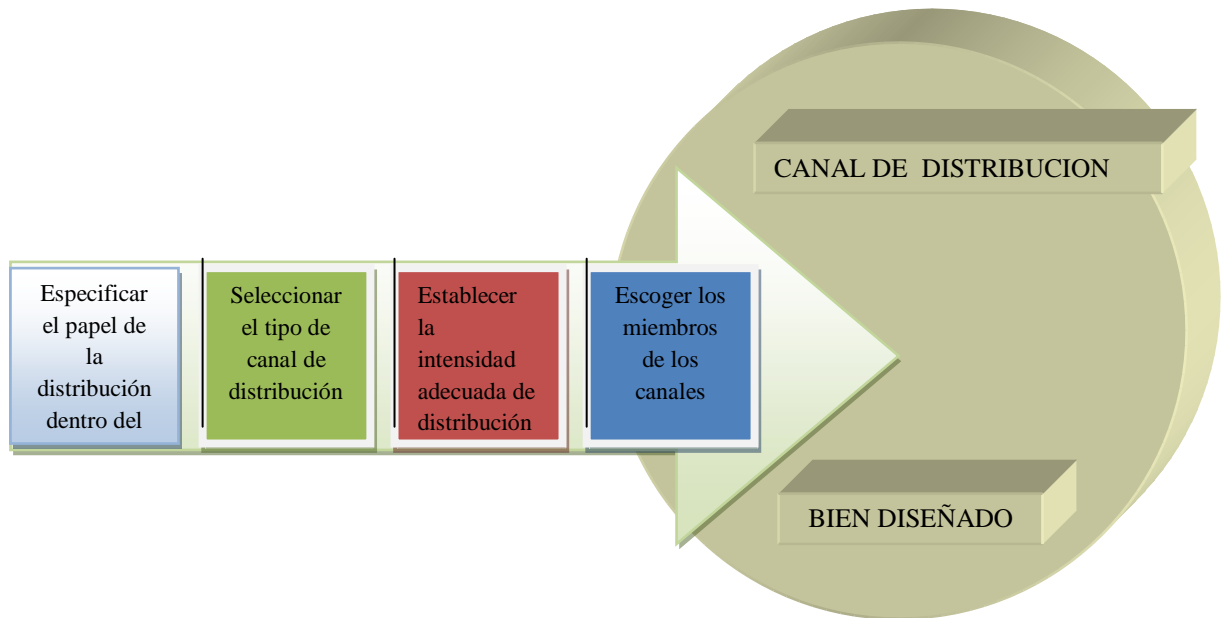 CANAL DE DISTRIBUCION
Especificar
el papel de
la
distribución
dentro del
Seleccionar
el tipo de
canal de
distribución
Establecer
la
intensidad
adecuada de
distribución
Escoger los
miembros
de los
canales
BIEN DISEÑADO